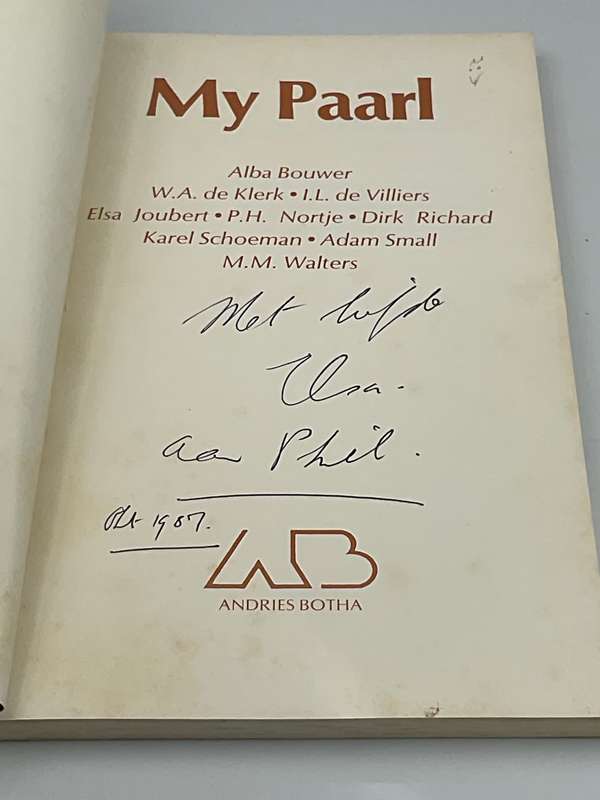 My Paarl
Alba Bouwer
W.A. de Klerk • I.L. de Villiers
Elsa Joubert • P.H. Nortje • Dirk Richard
Karel Schoeman • Adam Small
M.M. Walters
Met liefde
Elsa.
aan Phil.
Okt 1987.
AB
ANDRIES BOTHA